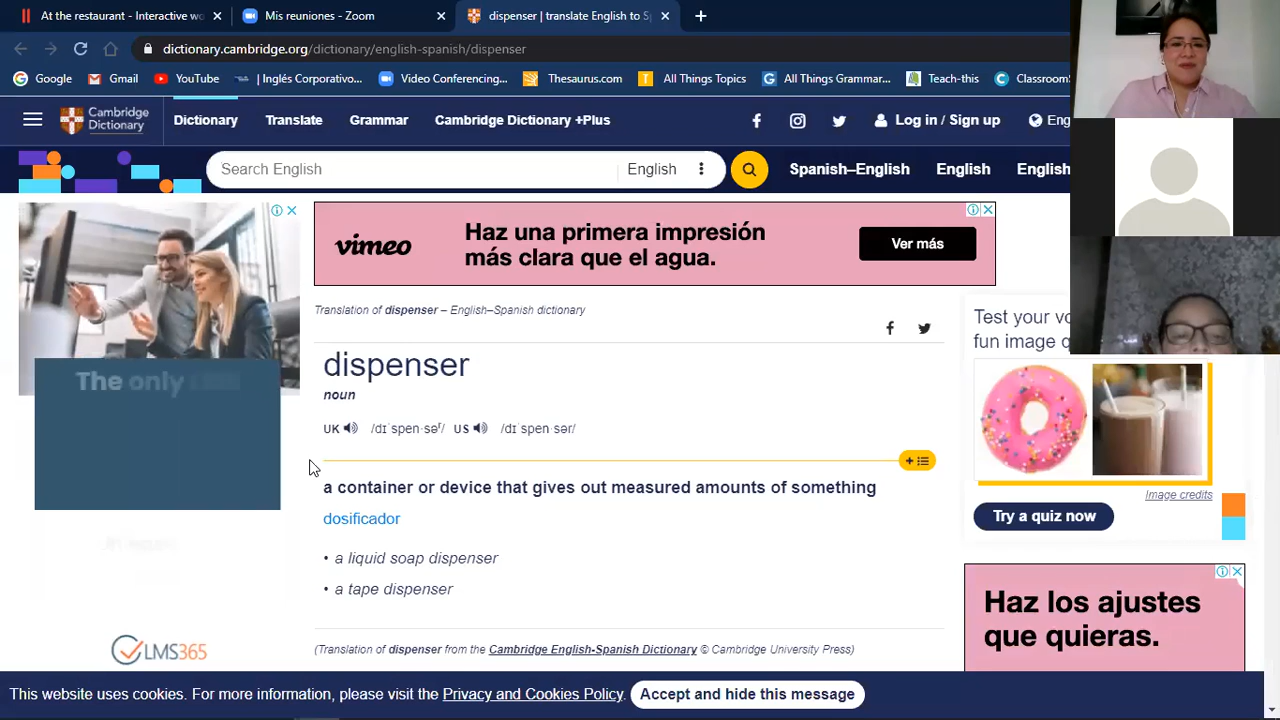 At the restaurant - Interactive wo
Mis reuniones - Zoom
dispenser | translate English to Sp
dictionary.cambridge.org/dictionary/english-spanish/dispenser
Google
Gmail
YouTube
| Inglés Corporativo...
Video Conferencing...
Thesaurus.com
All Things Topics
All Things Grammar...
Teach-this
ClassroomS
Cambridge
Dictionary
Dictionary
Translate
Grammar
Cambridge Dictionary +Plus
Log in / Sign up
Eng
Search English
English
Spanish–English
English
English
vimeo
Haz una primera impresión
más clara que el agua.
Ver más
Translation of dispenser – English–Spanish dictionary
dispenser
noun
UK /dɪˈspen·səʳ/ US /dɪˈspen·sər/
a container or device that gives out measured amounts of something
dosificador
• a liquid soap dispenser
• a tape dispenser
(Translation of dispenser from the Cambridge English-Spanish Dictionary © Cambridge University Press)
The only
LMS365
Test your vo
fun image q
Image credits
Try a quiz now
Haz los ajustes
que quieras.
This website uses cookies. For more information, please visit the Privacy and Cookies Policy.
Accept and hide this message